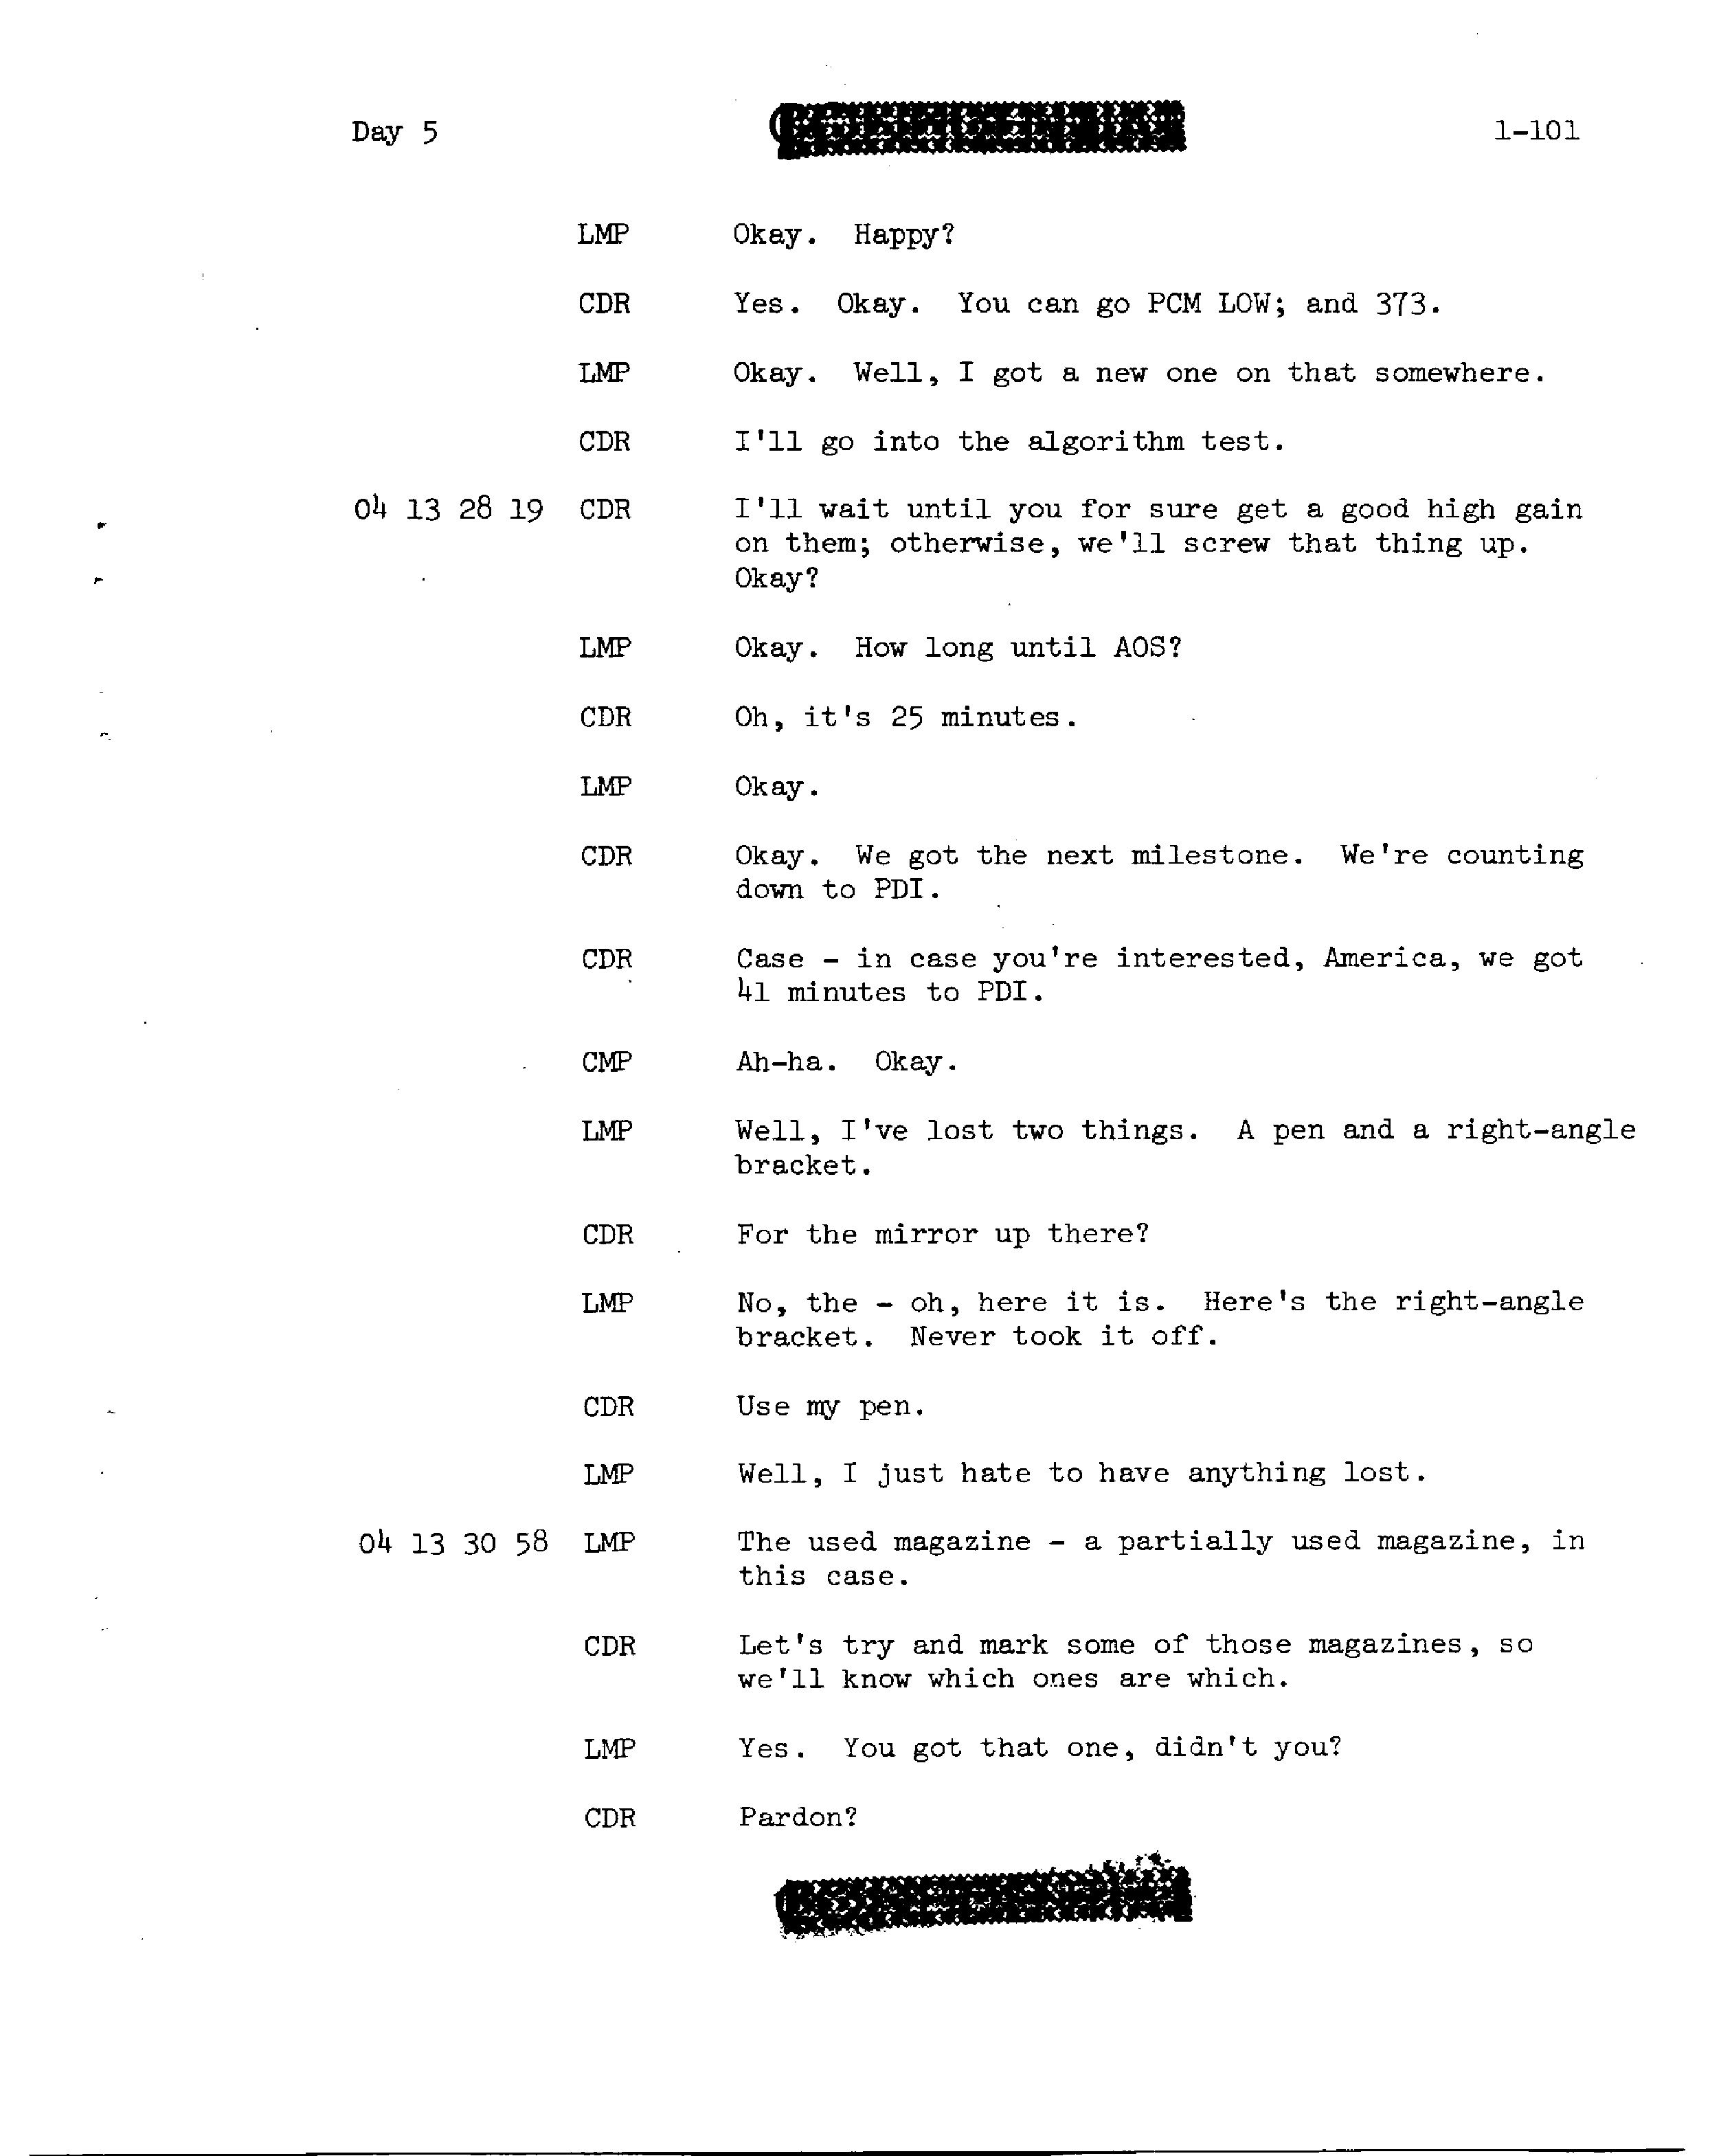 Day 5
1-101
LMP Okay. Happy?
CDR Yes. Okay. You can go PCM LOW; and 373.
LMP Okay. Well, I got a new one on that somewhere.
CDR I'll go into the algorithm test.
04 13 28 19 CDR I'll wait until you for sure get a good high gain
on them; otherwise, we'll screw that thing up.
Okay?
LMP Okay. How long until AOS?
CDR Oh, it's 25 minutes.
LMP Okay.
CDR Okay. We got the next milestone. We're counting
down to PDI.
CDR Case - in case you're interested, America, we got
41 minutes to PDI.
CMP Ah-ha. Okay.
LMP Well, I've lost two things. A pen and a right-angle
bracket.
CDR For the mirror up there?
LMP No, the - oh, here it is. Here's the right-angle
bracket. Never took it off.
CDR Use my pen.
LMP Well, I just hate to have anything lost.
04 13 30 58 LMP The used magazine - a partially used magazine, in
this case.
CDR Let's try and mark some of those magazines, so
we'll know which ones are which.
LMP Yes. You got that one, didn't you?
CDR Pardon?